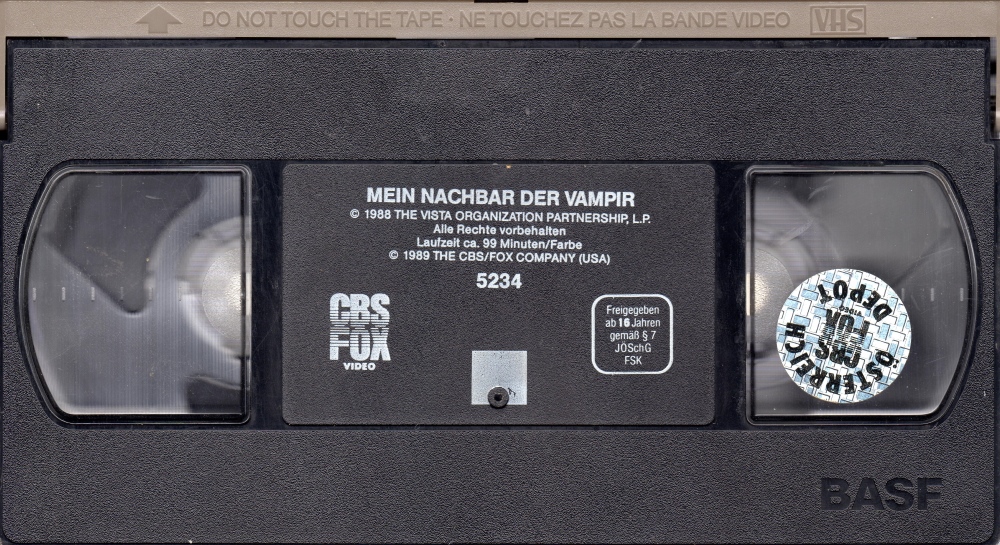 DO NOT TOUCH THE TAPE · NE TOUCHEZ PAS LA BANDE VIDEO VHS
MEIN NACHBAR DER VAMPIR
© 1988 THE VISTA ORGANIZATION PARTNERSHIP, L.P.
Alle Rechte vorbehalten
Laufzeit ca. 99 Minuten/Farbe
© 1989 THE CBS/FOX COMPANY (USA)
5234
CBS
FOX
VIDEO
Freigegeben
ab 16 Jahren
gemäß § 7
JÖSchG
FSK
ÖSTERREICH
CBS
FOX
VIDEO
DEPOT
BASF